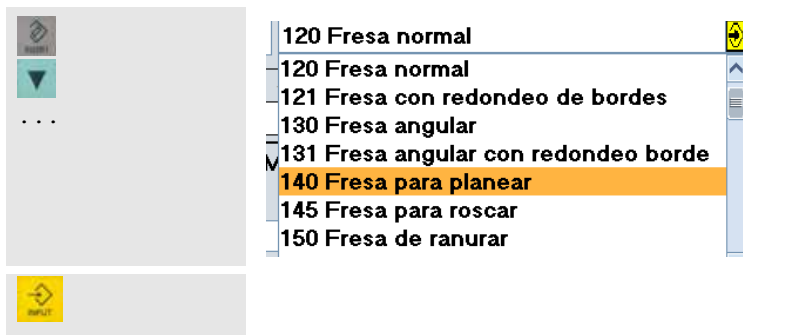 INSERT
120 Fresa normal
120 Fresa normal
. . .
121 Fresa con redondeo de bordes
130 Fresa angular
131 Fresa angular con redondeo borde
140 Fresa para planear
145 Fresa para roscar
150 Fresa de ranurar
INPUT